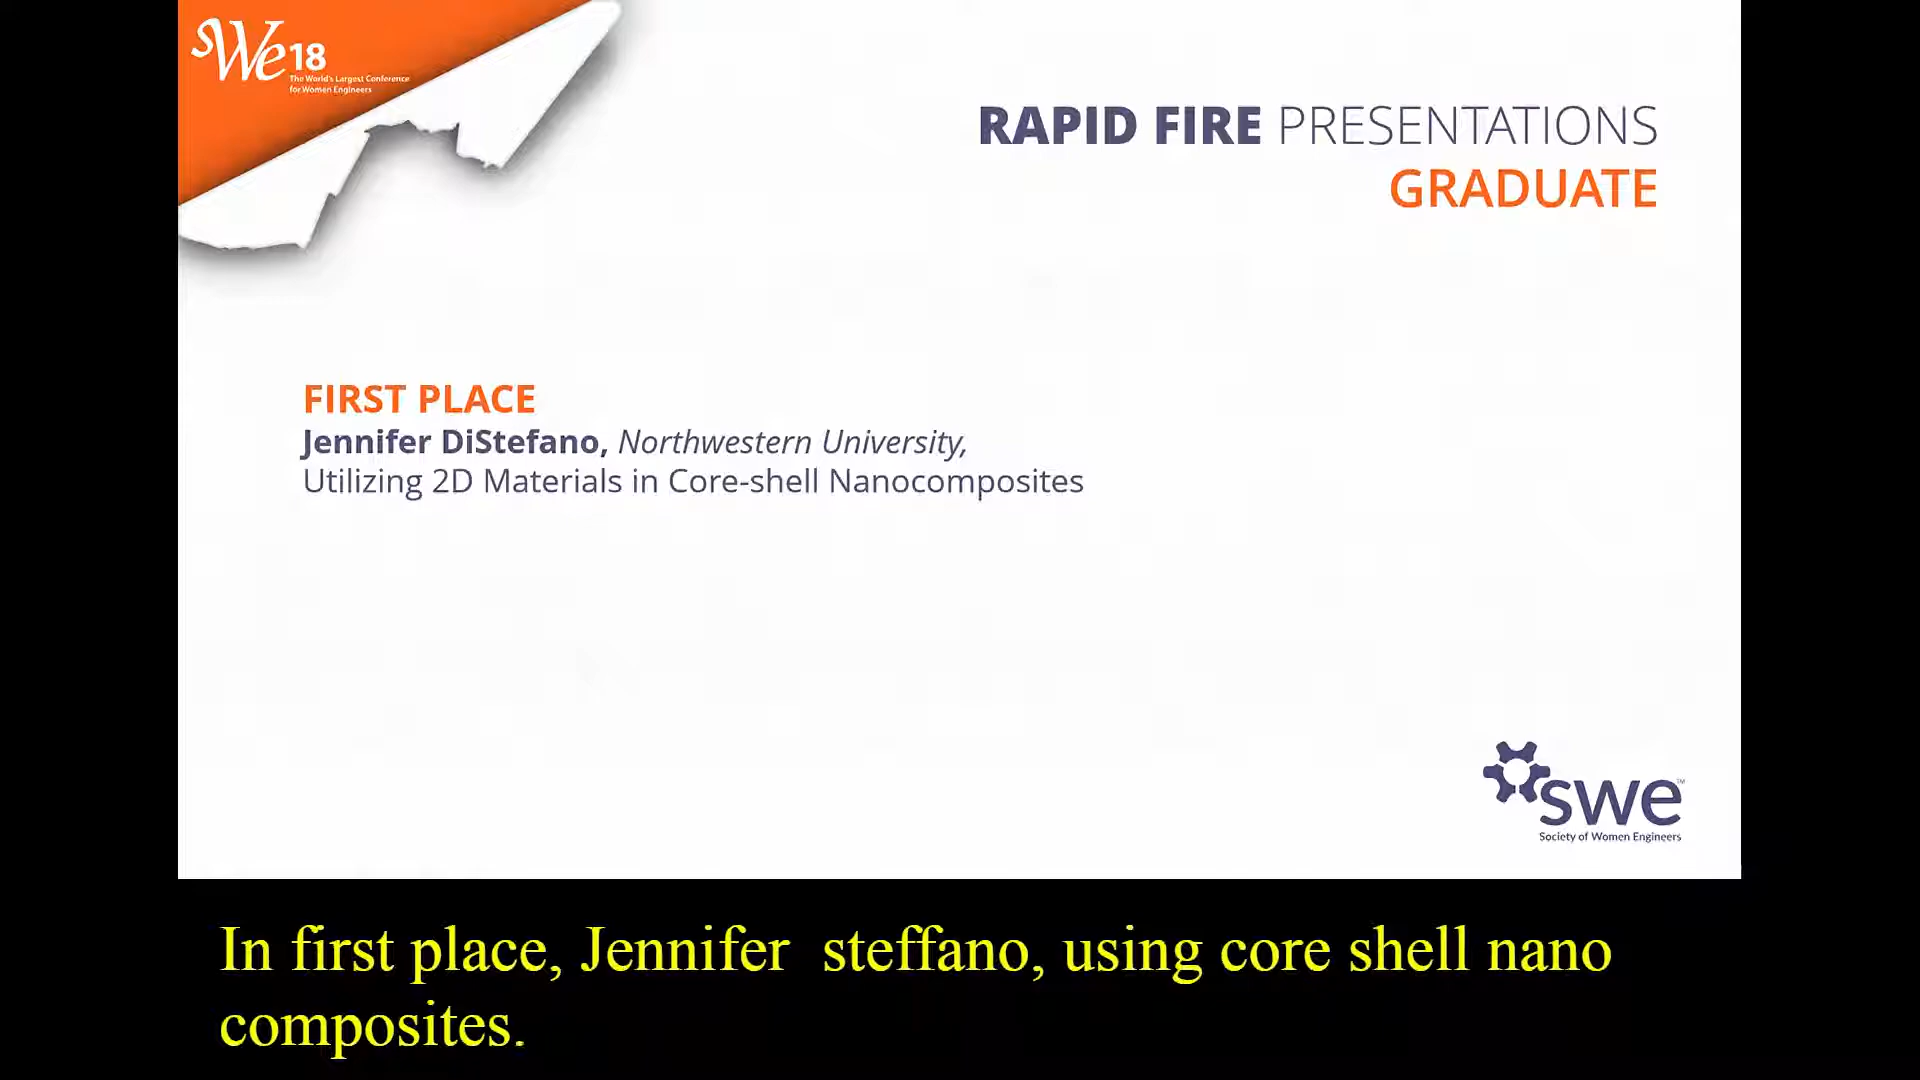 sWe18
The World's Largest Conference
for Women Engineers
RAPID FIRE PRESENTATIONS
GRADUATE
FIRST PLACE
Jennifer DiStefano, Northwestern University,
Utilizing 2D Materials in Core-shell Nanocomposites
swe™
Society of Women Engineers
In first place, Jennifer  steffano, using core shell nano
composites.